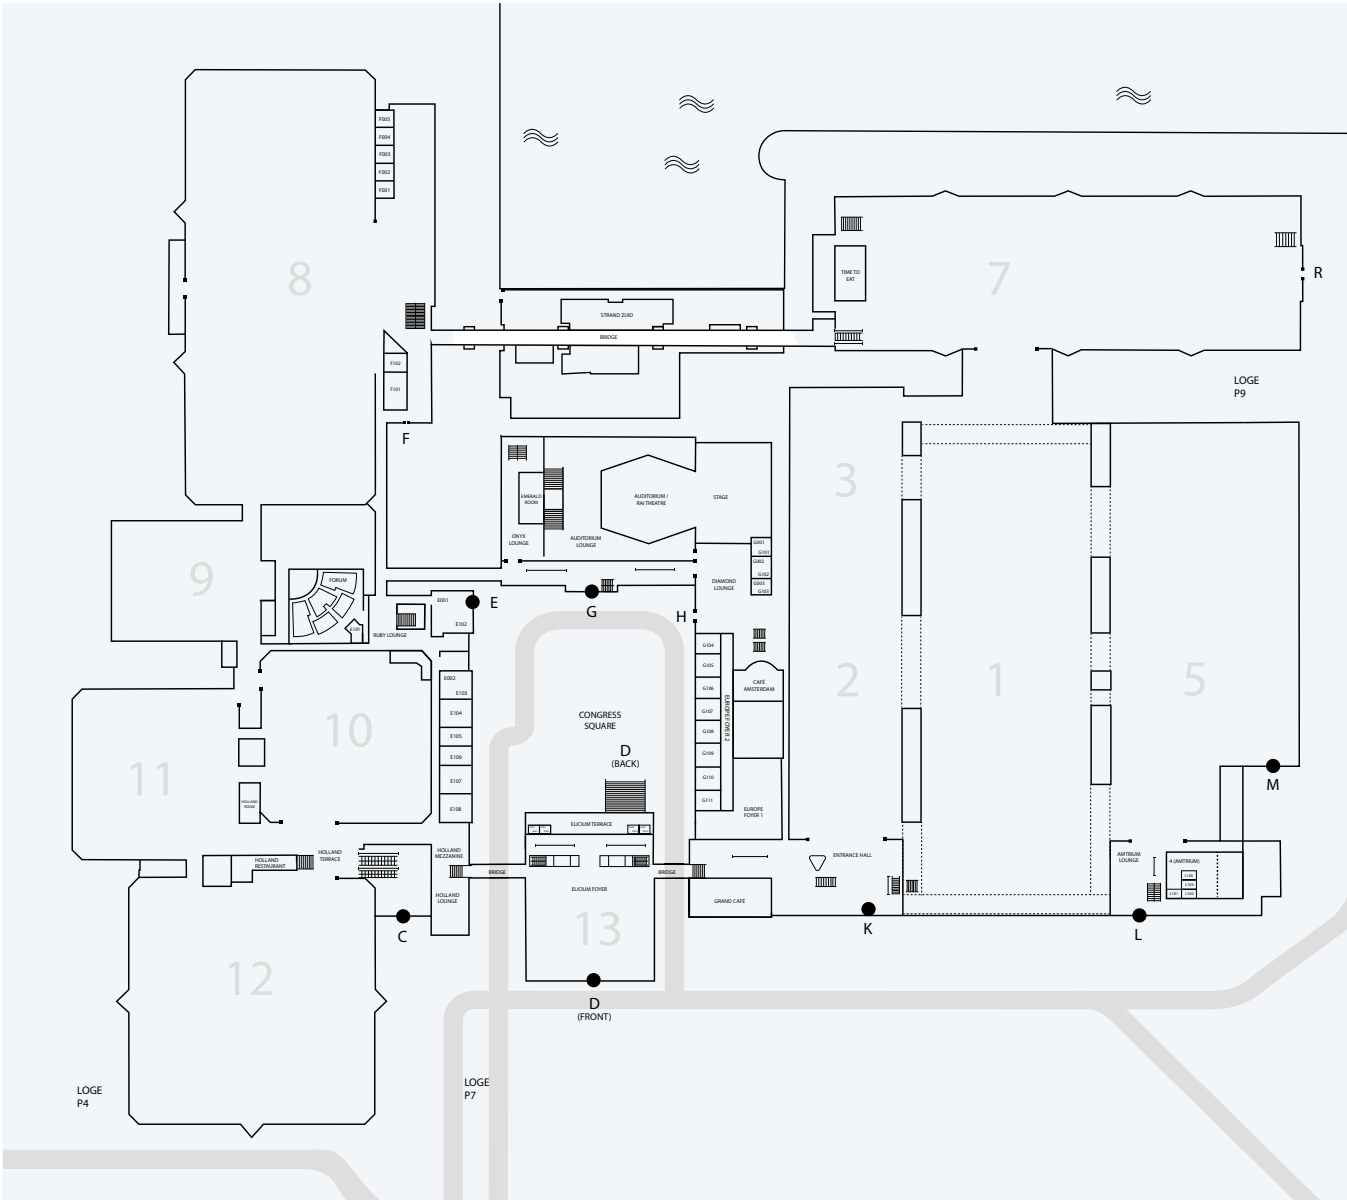 F005
F004
F003
F002
F001
8
7
R
TIME TO
EAT
STRAND ZUID
BRIDGE
F102
F101
F
LOGE
P9
3
EMERALD
ROOM
ONYX
LOUNGE
AUDITORIUM
LOUNGE
AUDITORIUM /
RAI THEATRE
STAGE
G001
G101
G002
G102
G003
G103
DIAMOND
LOUNGE
9
FORUM
E101
RUBY LOUNGE
E001
E102
E
G
H
G104
G105
G106
G107
G108
G109
G110
G111
EUROPE FOYER 2
CAFÉ
AMSTERDAM
EUROPE
FOYER 1
2
1
5
E002
E103
E104
E105
E106
E107
E108
10
11
HOLLAND
ROOM
CONGRESS
SQUARE
D
(BACK)
M
ELICIUM TERRACE
HOLLAND
RESTAURANT
HOLLAND
TERRACE
HOLLAND
MEZZANINE
BRIDGE
BRIDGE
ENTRANCE HALL
AMTRIUM
LOUNGE
4 (AMTRIUM)
L104
L103
L101
L102
HOLLAND
LOUNGE
ELICIUM FOYER
GRAND CAFÉ
C
13
K
L
12
D
(FRONT)
LOGE
P4
LOGE
P7